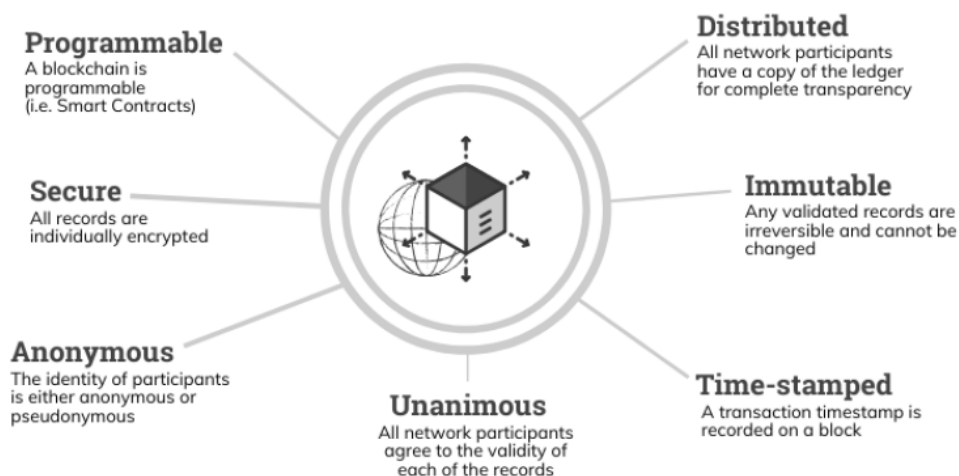 Programmable
A blockchain is
programmable
(i.e. Smart Contracts)
Distributed
All network participants
have a copy of the ledger
for complete transparency
Secure
All records are
individually encrypted
Immutable
Any validated records are
irreversible and cannot be
changed
Anonymous
The identity of participants
is either anonymous or
pseudonymous
Unanimous
All network participants
agree to the validity of
each of the records
Time-stamped
A transaction timestamp is
recorded on a block